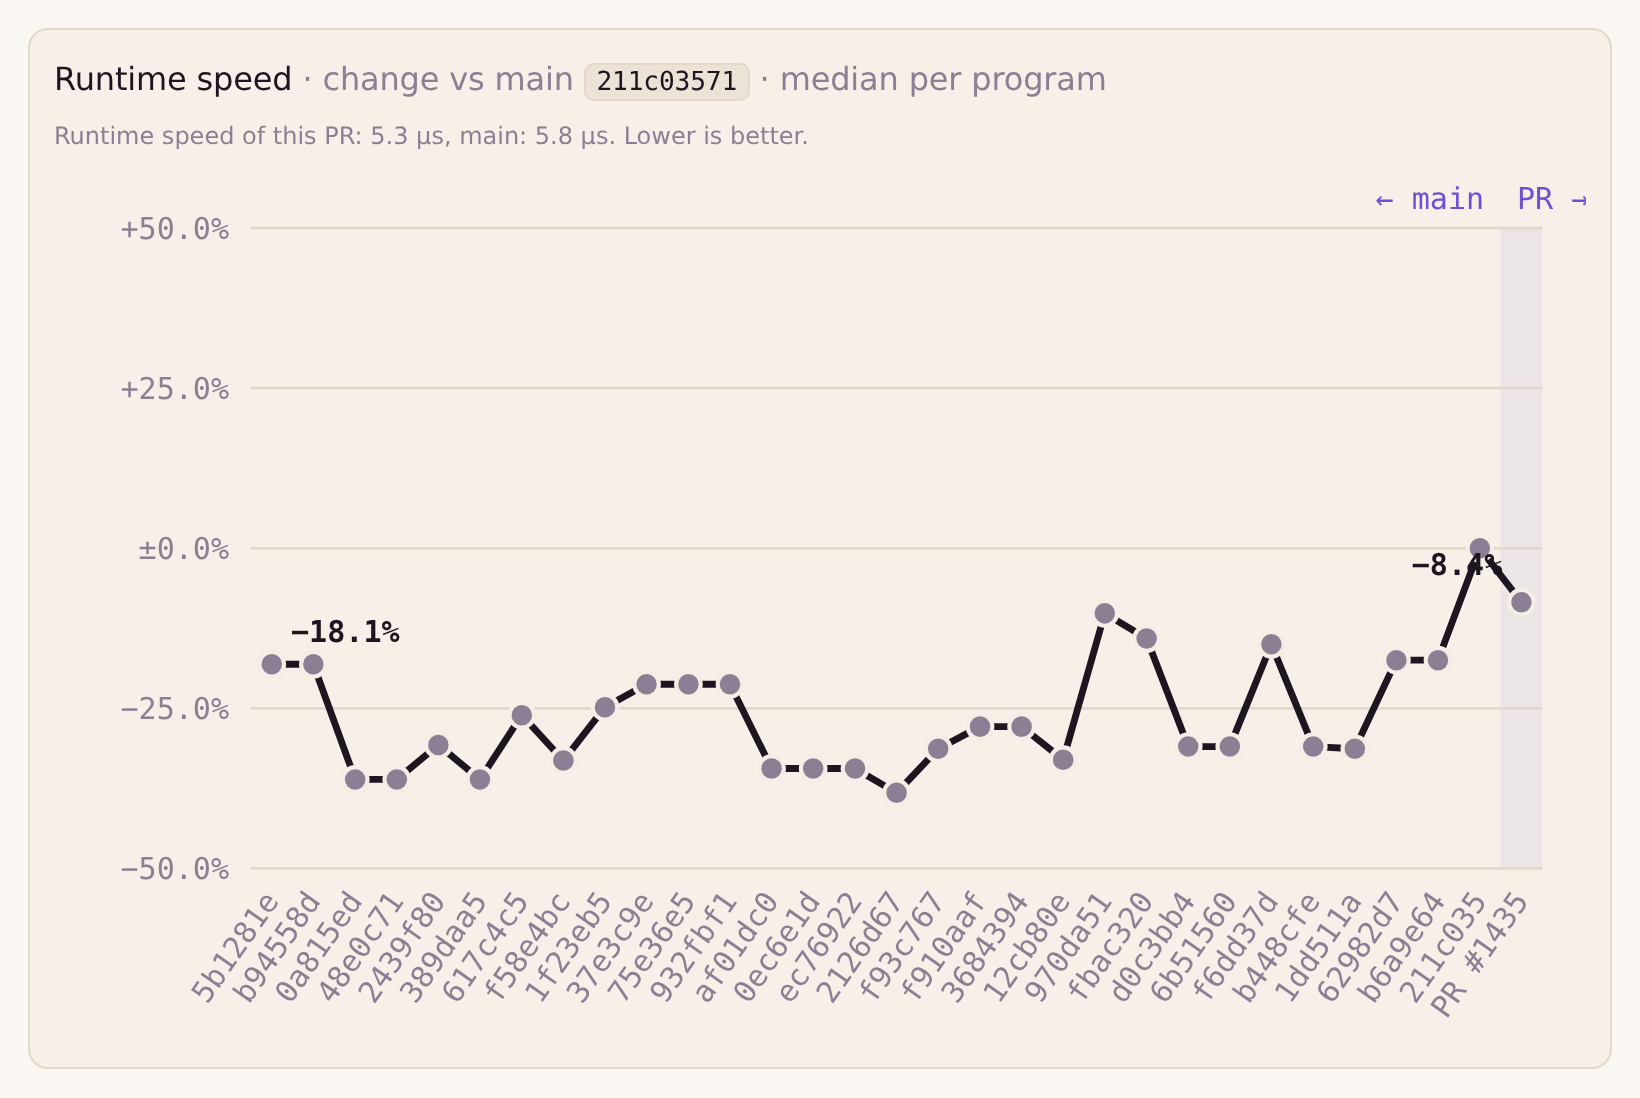 Runtime speed · change vs main 211c03571 · median per program
Runtime speed of this PR: 5.3 µs, main: 5.8 µs. Lower is better.
← main PR →
+50.0%
+25.0%
±0.0%
−25.0%
−50.0%
−18.1%
−8.4%
5b1281e
b94558d
0a815ed
48e0c71
2439f80
389daa5
617c4c5
f58e4bc
1f23eb5
37e3c9e
75e36e5
932fbf1
af01dc0
0ec6e1d
ec76922
2126d67
f93c767
f910aaf
3684394
12cb80e
970da51
fbac320
d0c3bb4
6b51560
f6dd37d
b448cfe
1dd511a
62982d7
b6a9e64
211c035
PR #1435